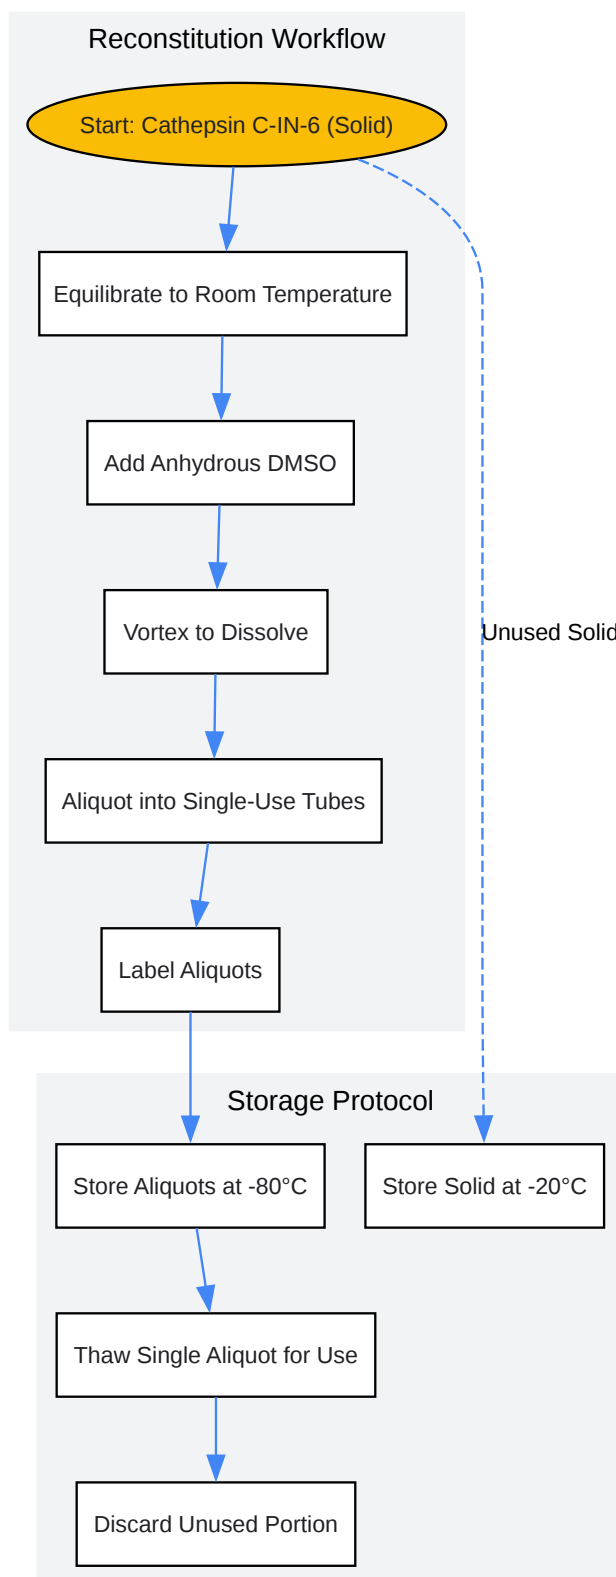 Reconstitution Workflow
Start: Cathepsin C-IN-6 (Solid)
Equilibrate to Room Temperature
Add Anhydrous DMSO
Vortex to Dissolve
Unused Solid
Aliquot into Single-Use Tubes
Label Aliquots
Storage Protocol
Store Aliquots at -80°C
Store Solid at -20°C
Thaw Single Aliquot for Use
Discard Unused Portion